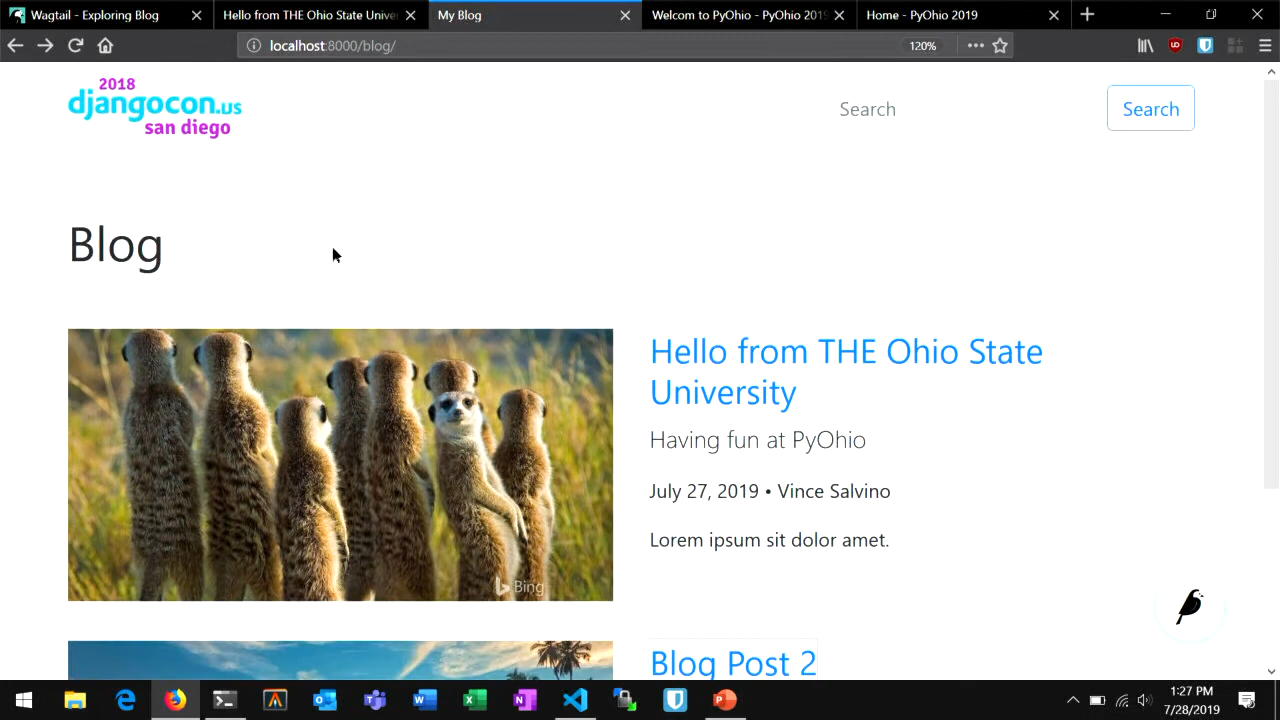 Wagtail - Exploring Blog
Hello from THE Ohio State Univer
My Blog
Welcom to PyOhio - PyOhio 2019
Home - PyOhio 2019
localhost:8000/blog/
120%
2018
djangocon.us
san diego
Search
Search
Blog
Hello from THE Ohio State
University
Having fun at PyOhio
July 27, 2019 • Vince Salvino
Lorem ipsum sit dolor amet.
Bing
Blog Post 2
1:27 PM
7/28/2019